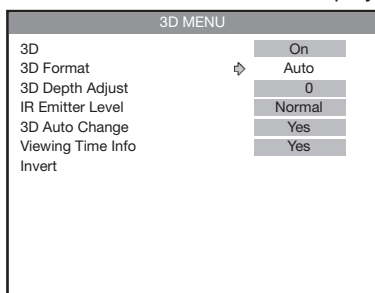 3D MENU
3D On
3D Format Auto
3D Depth Adjust 0
IR Emitter Level Normal
3D Auto Change Yes
Viewing Time Info Yes
Invert